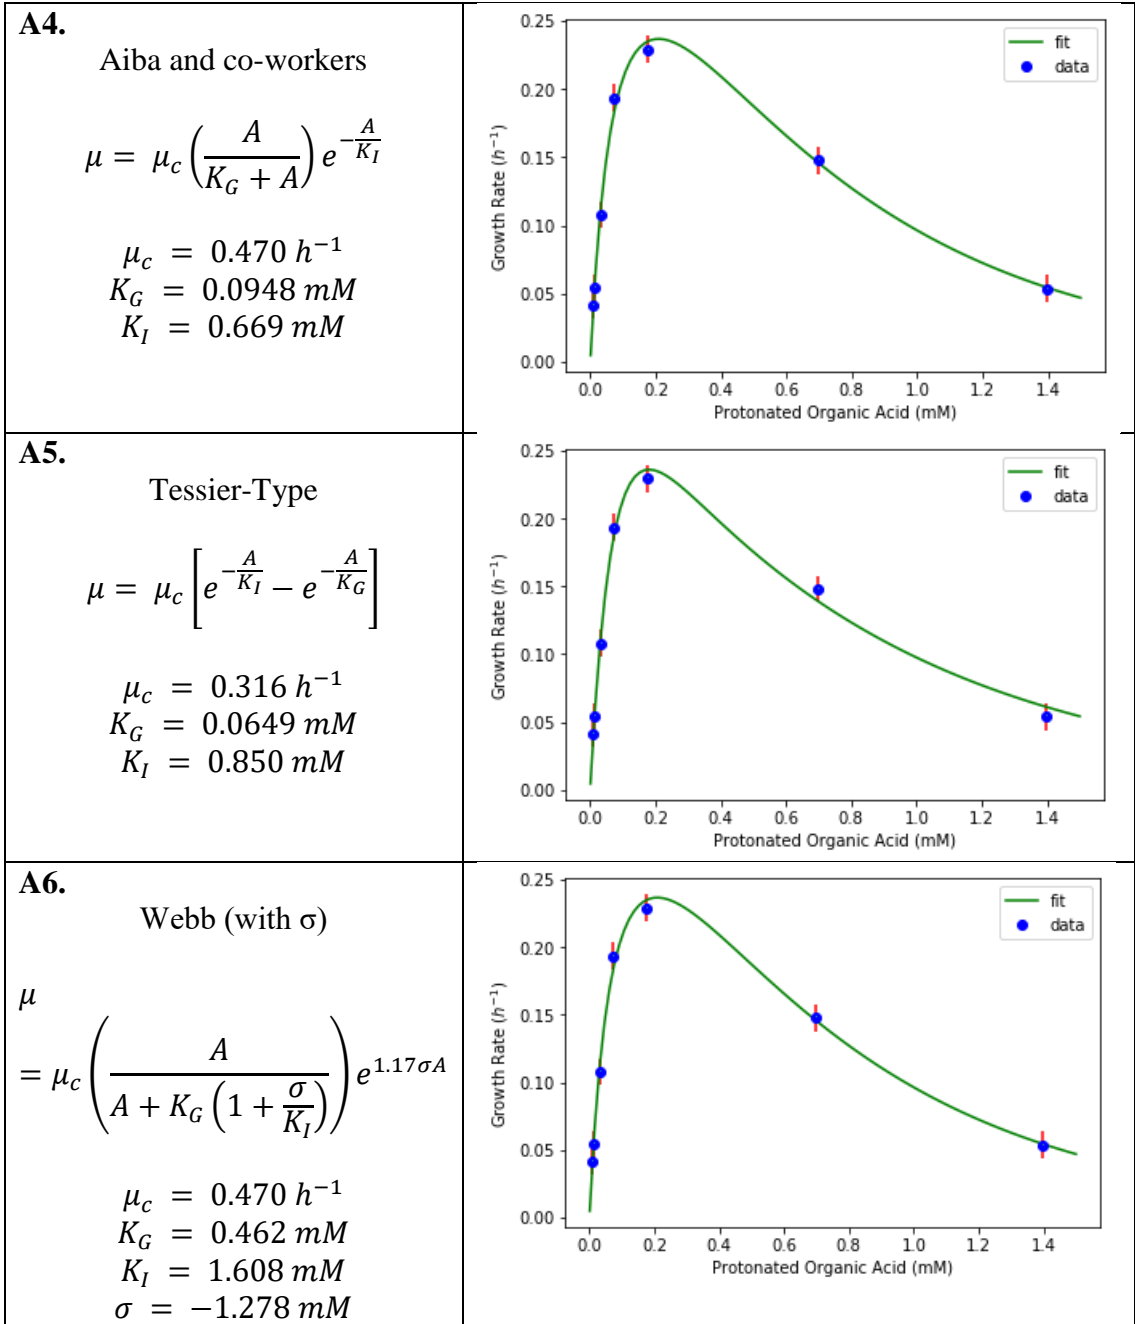 A4.
Aiba and co-workers
μ = μ_c (A / (K_G + A)) e^{-A/K_I}
μ_c = 0.470 h^{-1}
K_G = 0.0948 mM
K_I = 0.669 mM
0.25
0.20
0.15
0.10
0.05
0.00
Growth Rate (h^{-1})
fit
data
0.0 0.2 0.4 0.6 0.8 1.0 1.2 1.4
Protonated Organic Acid (mM)
A5.
Tessier-Type
μ = μ_c [e^{-A/K_I} - e^{-A/K_G}]
μ_c = 0.316 h^{-1}
K_G = 0.0649 mM
K_I = 0.850 mM
0.25
0.20
0.15
0.10
0.05
0.00
Growth Rate (h^{-1})
fit
data
0.0 0.2 0.4 0.6 0.8 1.0 1.2 1.4
Protonated Organic Acid (mM)
A6.
Webb (with σ)
μ
= μ_c (A / (A + K_G (1 + σ/K_I))) e^{1.17σA}
μ_c = 0.470 h^{-1}
K_G = 0.462 mM
K_I = 1.608 mM
σ = −1.278 mM
0.25
0.20
0.15
0.10
0.05
0.00
Growth Rate (h^{-1})
fit
data
0.0 0.2 0.4 0.6 0.8 1.0 1.2 1.4
Protonated Organic Acid (mM)